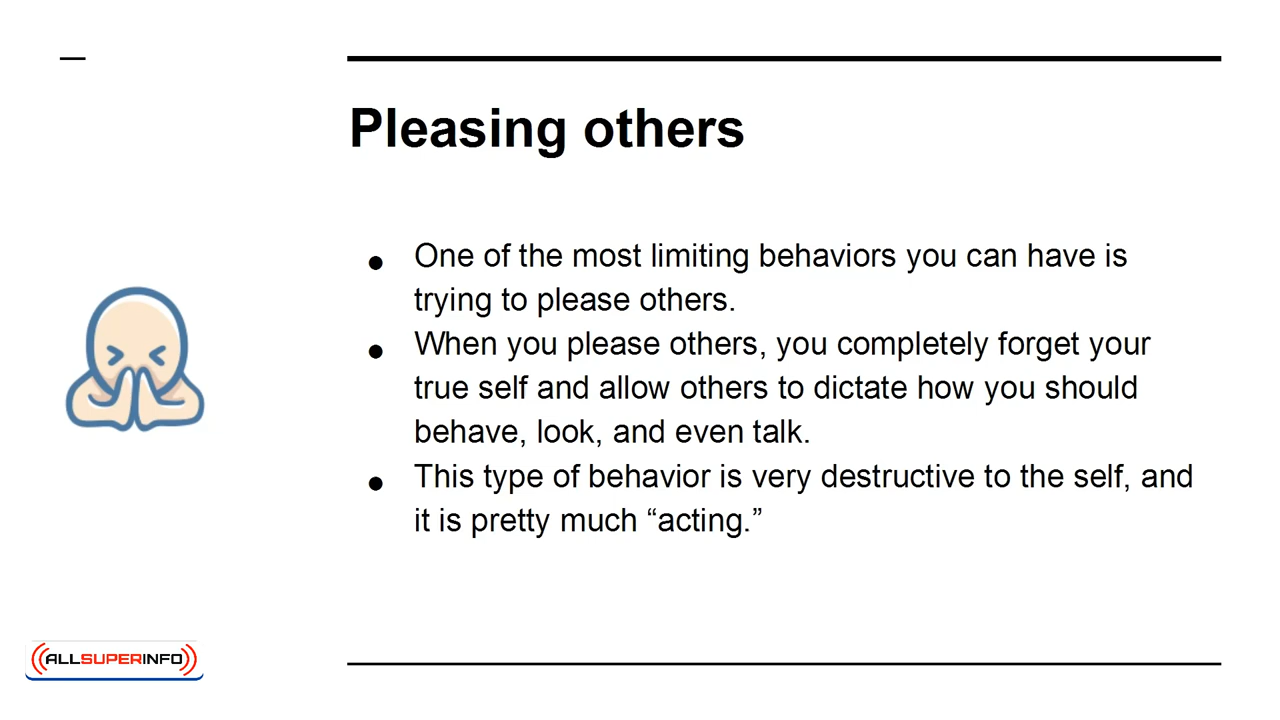 Pleasing others
● One of the most limiting behaviors you can have is
trying to please others.
● When you please others, you completely forget your
true self and allow others to dictate how you should
behave, look, and even talk.
● This type of behavior is very destructive to the self, and
it is pretty much “acting.”
ALLSUPERINFO